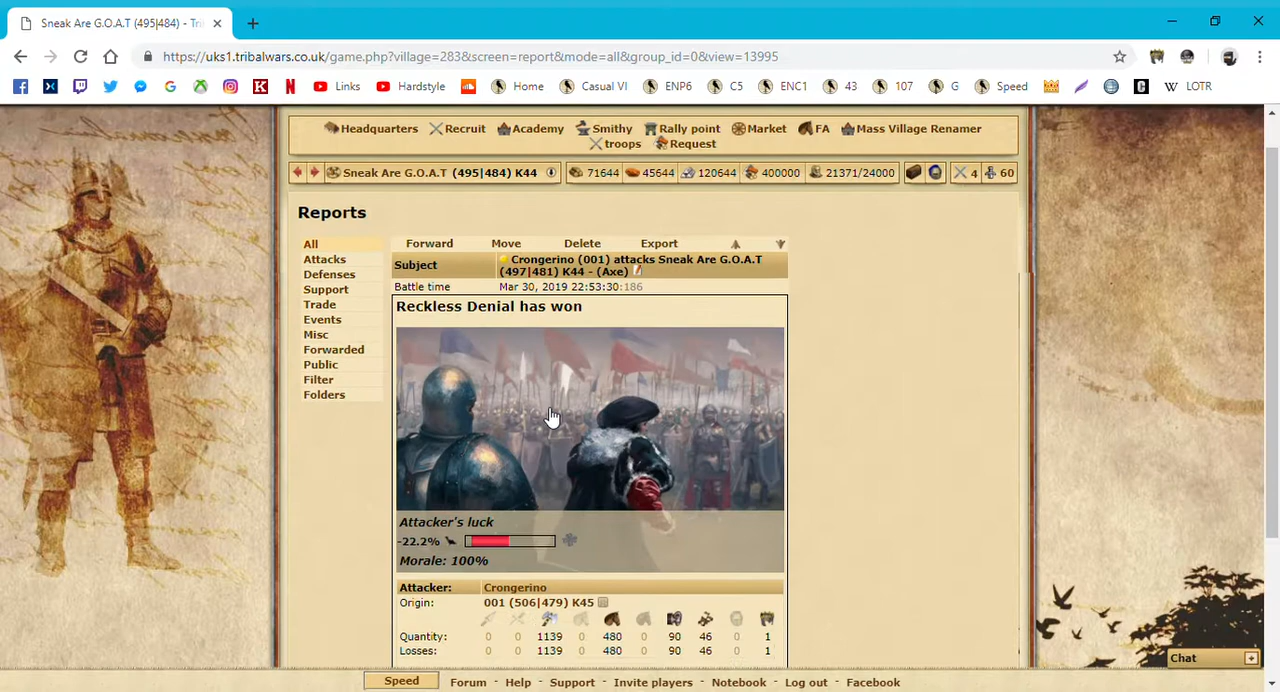 Sneak Are G.O.A.T (495|484) - Tri
https://uks1.tribalwars.co.uk/game.php?village=283&screen=report&mode=all&group_id=0&view=13995
Links Hardstyle Home Casual VI ENP6 C5 ENC1 43 107 G Speed LOTR
Headquarters Recruit Academy Smithy Rally point Market FA Mass Village Renamer
troops Request
Sneak Are G.O.A.T (495|484) K44 71644 45644 120644 400000 21371/24000 4 60
Reports
All
Attacks
Defenses
Support
Trade
Events
Misc
Forwarded
Public
Filter
Folders
Forward Move Delete Export
Subject Crongerino (001) attacks Sneak Are G.O.A.T
(497|481) K44 - (Axe)
Battle time Mar 30, 2019 22:53:30:186
Reckless Denial has won
Attacker's luck
-22.2%
Morale: 100%
Attacker: Crongerino
Origin: 001 (506|479) K45
Quantity: 0 0 1139 0 480 0 90 46 0 1
Losses: 0 0 1139 0 480 0 90 46 0 1
Chat
Speed Forum - Help - Support - Invite players - Notebook - Log out - Facebook